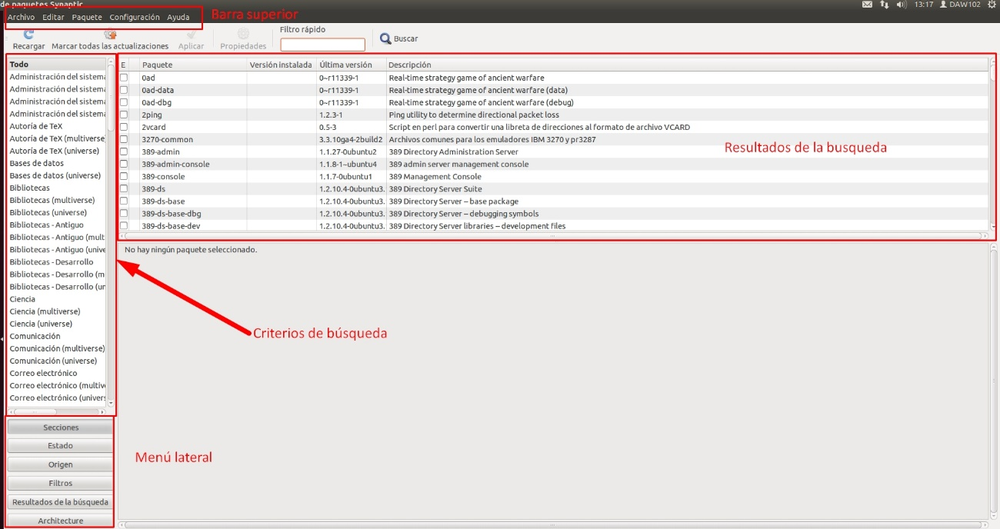 de paquetes Synaptic
13:17 DAW102
Archivo Editar Paquete Configuración Ayuda
Barra superior
Recargar Marcar todas las actualizaciones Aplicar Propiedades
Filtro rápido
Buscar
Todo
Administración del sistema
Administración del sistema
Administración del sistema
Administración del sistema
Autoría de TeX
Autoría de TeX (multiverse
Autoría de TeX (universe)
Bases de datos
Bases de datos (universe)
Bibliotecas
Bibliotecas (multiverse)
Bibliotecas (universe)
Bibliotecas - Antiguo
Bibliotecas - Antiguo (mult
Bibliotecas - Antiguo (unive
Bibliotecas - Desarrollo
Bibliotecas - Desarrollo (m
Bibliotecas - Desarrollo (un
Ciencia
Ciencia (multiverse)
Ciencia (universe)
Comunicación
Comunicación (multiverse)
Comunicación (universe)
Correo electrónico
Correo electrónico (multiv
Correo electrónico (univers
Secciones
Estado
Origen
Filtros
Resultados de la búsqueda
Architecture
E Paquete Versión instalada Última versión Descripción
0ad 0~r11339-1 Real-time strategy game of ancient warfare
0ad-data 0~r11339-1 Real-time strategy game of ancient warfare (data)
0ad-dbg 0~r11339-1 Real-time strategy game of ancient warfare (debug)
2ping 1.2.3-1 Ping utility to determine directional packet loss
2vcard 0.5-3 Script en perl para convertir una libreta de direcciones al formato de archivo VCARD
3270-common 3.3.10ga4-2build2 Archivos comunes para los emuladores IBM 3270 y pr3287
389-admin 1.1.27-0ubuntu2 389 Directory Administration Server
389-admin-console 1.1.8-1~ubuntu4 389 admin server management console
389-console 1.1.7-0ubuntu1 389 Management Console
389-ds 1.2.10.4-0ubuntu3. 389 Directory Server Suite
389-ds-base 1.2.10.4-0ubuntu3. 389 Directory Server – base package
389-ds-base-dbg 1.2.10.4-0ubuntu3. 389 Directory Server – debugging symbols
389-ds-base-dev 1.2.10.4-0ubuntu3. 389 Directory Server libraries – development files
Resultados de la busqueda
No hay ningún paquete seleccionado.
Criterios de búsqueda
Menú lateral